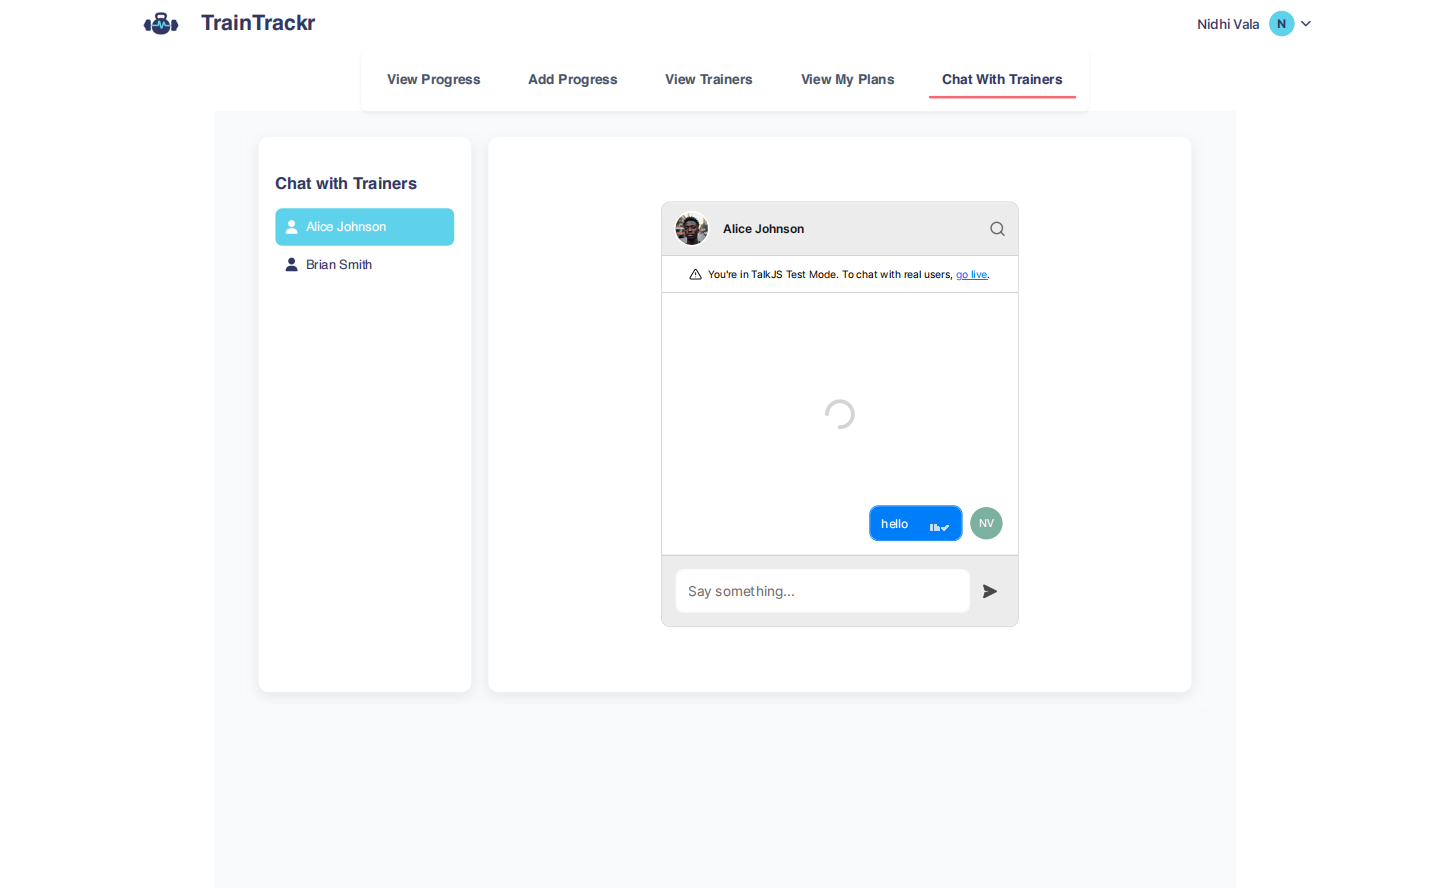 TrainTrackr
Nidhi Vala
N
View Progress
Add Progress
View Trainers
View My Plans
Chat With Trainers
Chat with Trainers
Alice Johnson
Brian Smith
Alice Johnson
You're in TalkJS Test Mode. To chat with real users, go live.
hello
NV
Say something...